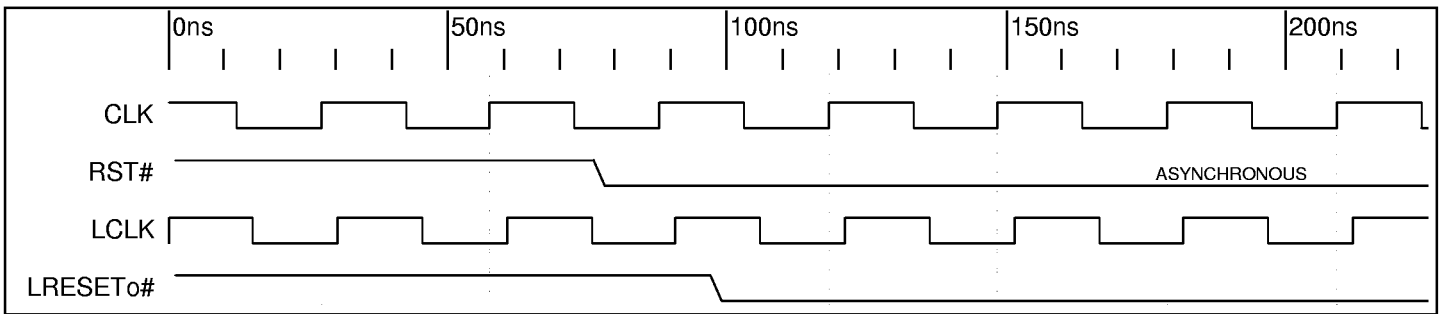 0ns 50ns 100ns 150ns 200ns
CLK
RST# ASYNCHRONOUS
LCLK
LRESETo#